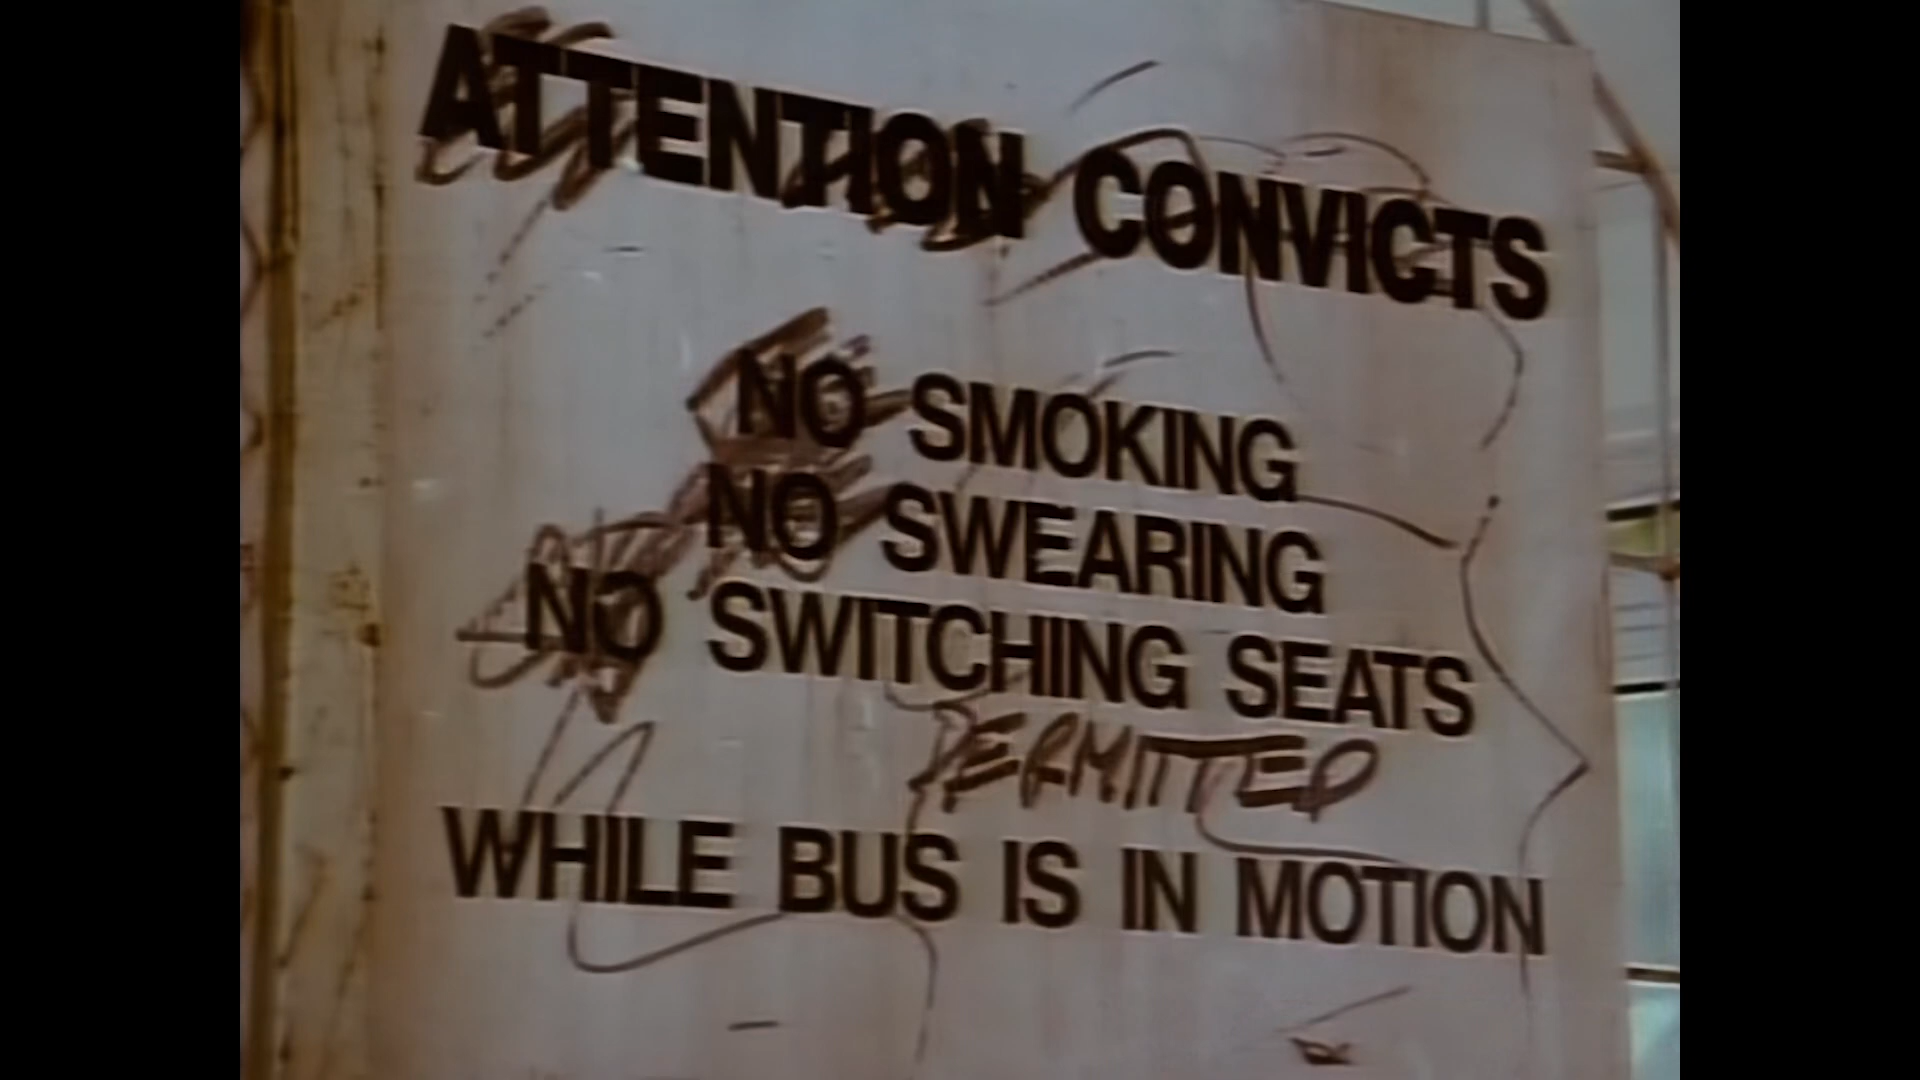 ATTENTION CONVICTS
NO SMOKING
NO SWEARING
NO SWITCHING SEATS
PERMITTED
WHILE BUS IS IN MOTION